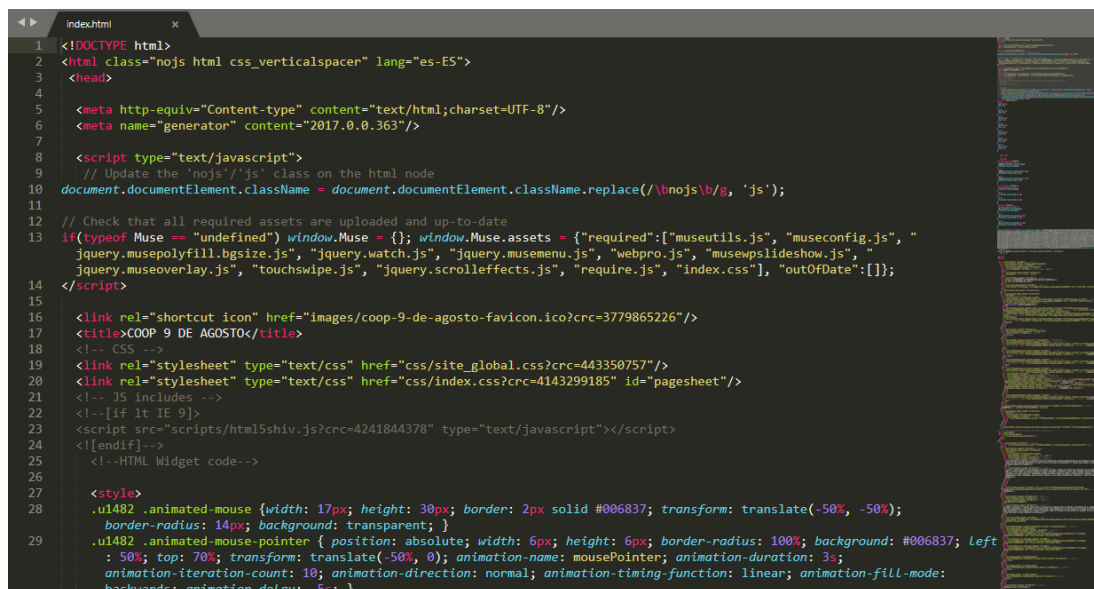 index.html ×
1 <!DOCTYPE html>
2 <html class="nojs html css_verticalspacer" lang="es-ES">
3 <head>
4
5 <meta http-equiv="Content-type" content="text/html;charset=UTF-8"/>
6 <meta name="generator" content="2017.0.0.363"/>
7
8 <script type="text/javascript">
9 // Update the 'nojs'/'js' class on the html node
10 document.documentElement.className = document.documentElement.className.replace(/\bnojs\b/g, 'js');
11
12 // Check that all required assets are uploaded and up-to-date
13 if(typeof Muse == "undefined") window.Muse = {}; window.Muse.assets = {"required":["museutils.js", "museconfig.js", "
jquery.musepolyfill.bgsize.js", "jquery.watch.js", "jquery.musemenu.js", "webpro.js", "musewpslideshow.js", "
jquery.museoverlay.js", "touchswipe.js", "jquery.scrolleffects.js", "require.js", "index.css"], "outOfDate":[]};
14 </script>
15
16 <link rel="shortcut icon" href="images/coop-9-de-agosto-favicon.ico?crc=3779865226"/>
17 <title>COOP 9 DE AGOSTO</title>
18 <!-- CSS -->
19 <link rel="stylesheet" type="text/css" href="css/site_global.css?crc=443350757"/>
20 <link rel="stylesheet" type="text/css" href="css/index.css?crc=4143299185" id="pagesheet"/>
21 <!-- JS includes -->
22 <!--[if lt IE 9]>
23 <script src="scripts/html5shiv.js?crc=4241844378" type="text/javascript"></script>
24 <![endif]-->
25 <!--HTML Widget code-->
26
27 <style>
28 .u1482 .animated-mouse {width: 17px; height: 30px; border: 2px solid #006837; transform: translate(-50%, -50%);
border-radius: 14px; background: transparent; }
29 .u1482 .animated-mouse-pointer { position: absolute; width: 6px; height: 6px; border-radius: 100%; background: #006837; left
: 50%; top: 70%; transform: translate(-50%, 0); animation-name: mousePointer; animation-duration: 3s;
animation-iteration-count: 10; animation-direction: normal; animation-timing-function: linear; animation-fill-mode:
backwards; animation-delay: .5s; }